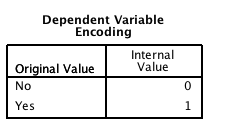 Dependent Variable
Encoding
Original Value Internal
Value
No 0
Yes 1